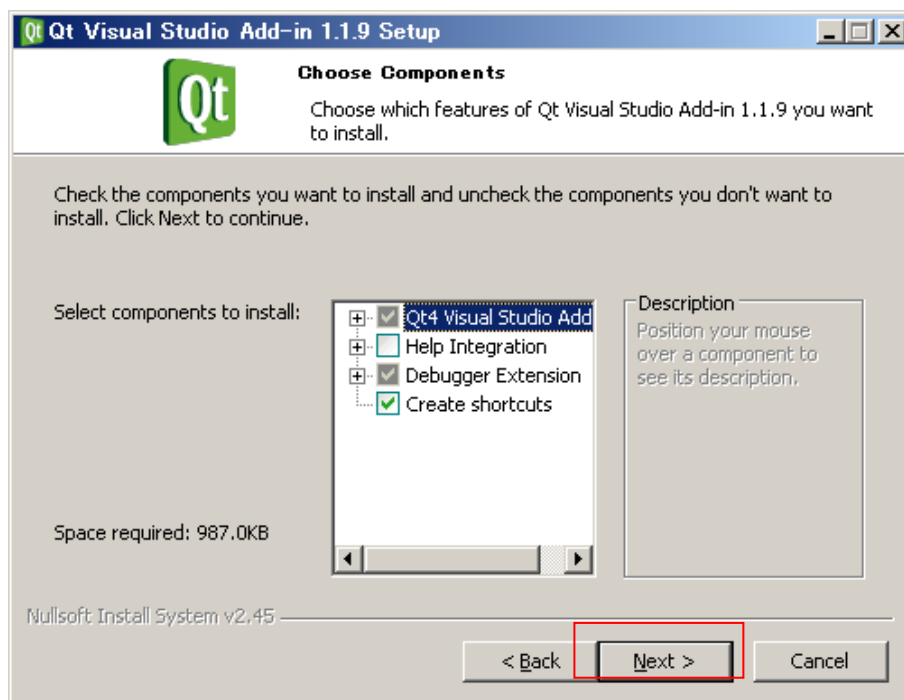 Qt Qt Visual Studio Add-in 1.1.9 Setup
Qt
Choose Components
Choose which features of Qt Visual Studio Add-in 1.1.9 you want
to install.
Check the components you want to install and uncheck the components you don't want to
install. Click Next to continue.
Select components to install:
Qt4 Visual Studio Add
Help Integration
Debugger Extension
Create shortcuts
Description
Position your mouse
over a component to
see its description.
Space required: 987.0KB
Nullsoft Install System v2.45
< Back
Next >
Cancel